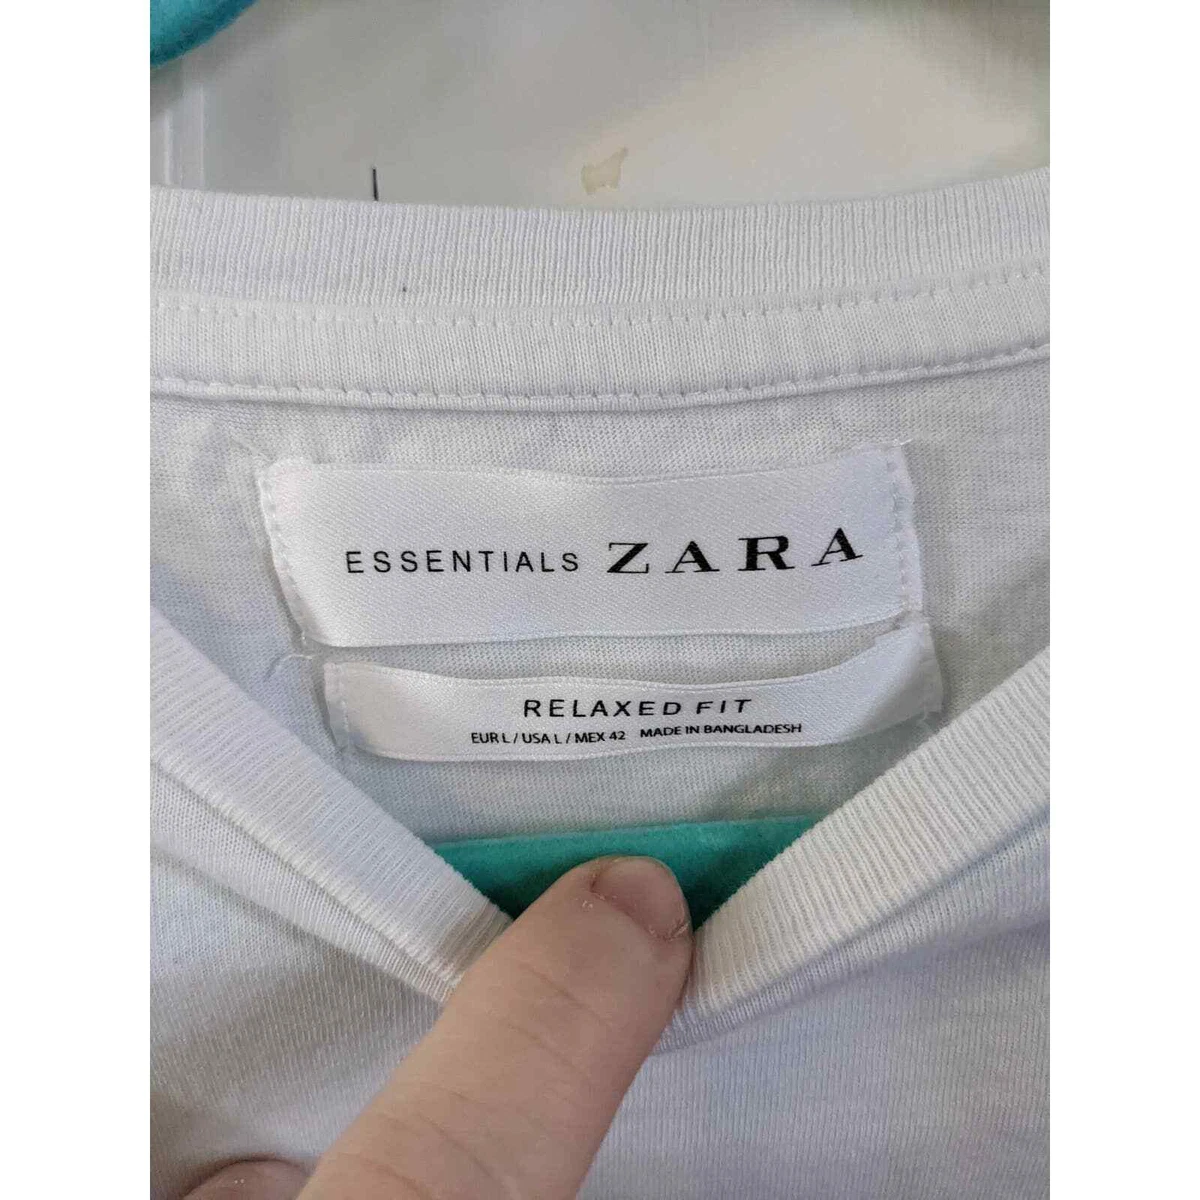 ESSENTIALS ZARA
RELAXED FIT
EUR L / USA L / MEX 42 MADE IN BANGLADESH